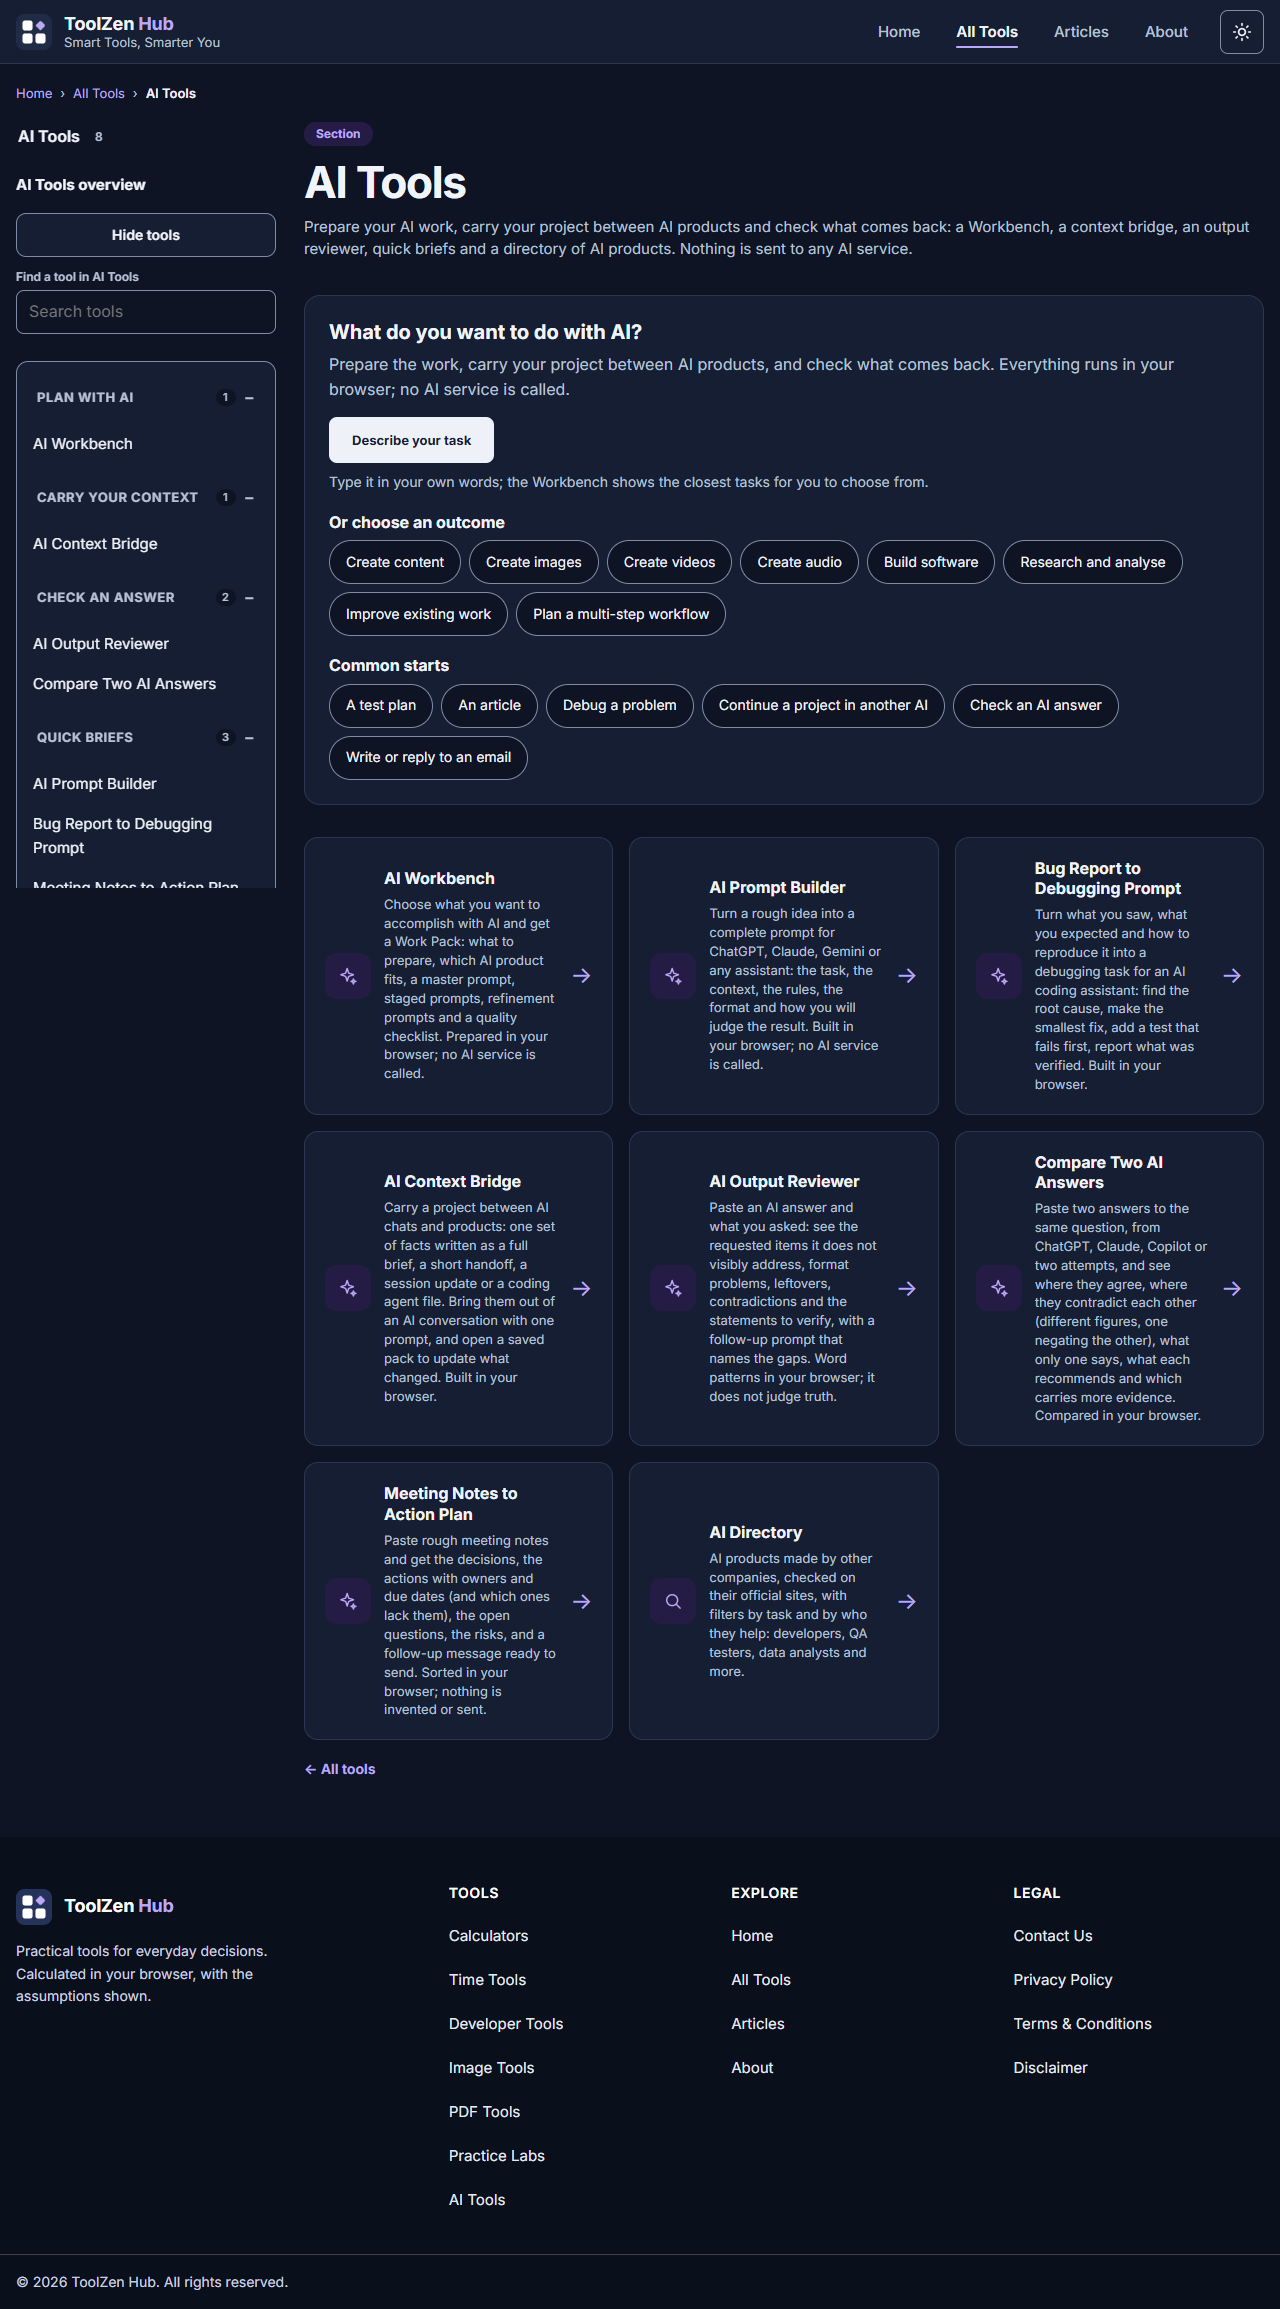 ToolZen Hub
Smart Tools, Smarter You
Home
All Tools
Articles
About
Home › All Tools › AI Tools
AI Tools 8
AI Tools overview
Hide tools
Find a tool in AI Tools
Search tools
PLAN WITH AI 1 –
AI Workbench
CARRY YOUR CONTEXT 1 –
AI Context Bridge
CHECK AN ANSWER 2 –
AI Output Reviewer
Compare Two AI Answers
QUICK BRIEFS 3 –
AI Prompt Builder
Bug Report to Debugging
Prompt
Meeting Notes to Action Plan
Section
AI Tools
Prepare your AI work, carry your project between AI products and check what comes back: a Workbench, a context bridge, an output
reviewer, quick briefs and a directory of AI products. Nothing is sent to any AI service.
What do you want to do with AI?
Prepare the work, carry your project between AI products, and check what comes back. Everything runs in your
browser; no AI service is called.
Describe your task
Type it in your own words; the Workbench shows the closest tasks for you to choose from.
Or choose an outcome
Create content
Create images
Create videos
Create audio
Build software
Research and analyse
Improve existing work
Plan a multi-step workflow
Common starts
A test plan
An article
Debug a problem
Continue a project in another AI
Check an AI answer
Write or reply to an email
AI Workbench
Choose what you want to
accomplish with AI and get
a Work Pack: what to
prepare, which AI product
fits, a master prompt,
staged prompts, refinement
prompts and a quality
checklist. Prepared in your
browser; no AI service is
called.
→
AI Prompt Builder
Turn a rough idea into a
complete prompt for
ChatGPT, Claude, Gemini or
any assistant: the task, the
context, the rules, the
format and how you will
judge the result. Built in
your browser; no AI service
is called.
→
Bug Report to
Debugging Prompt
Turn what you saw, what
you expected and how to
reproduce it into a
debugging task for an AI
coding assistant: find the
root cause, make the
smallest fix, add a test that
fails first, report what was
verified. Built in your
browser.
→
AI Context Bridge
Carry a project between AI
chats and products: one set
of facts written as a full
brief, a short handoff, a
session update or a coding
agent file. Bring them out of
an AI conversation with one
prompt, and open a saved
pack to update what
changed. Built in your
browser.
→
AI Output Reviewer
Paste an AI answer and
what you asked: see the
requested items it does not
visibly address, format
problems, leftovers,
contradictions and the
statements to verify, with a
follow-up prompt that
names the gaps. Word
patterns in your browser; it
does not judge truth.
→
Compare Two AI
Answers
Paste two answers to the
same question, from
ChatGPT, Claude, Copilot or
two attempts, and see
where they agree, where
they contradict each other
(different figures, one
negating the other), what
only one says, what each
recommends and which
carries more evidence.
Compared in your browser.
→
Meeting Notes to
Action Plan
Paste rough meeting notes
and get the decisions, the
actions with owners and
due dates (and which ones
lack them), the open
questions, the risks, and a
follow-up message ready to
send. Sorted in your
browser; nothing is
invented or sent.
→
AI Directory
AI products made by other
companies, checked on
their official sites, with
filters by task and by who
they help: developers, QA
testers, data analysts and
more.
→
← All tools
ToolZen Hub
Practical tools for everyday decisions.
Calculated in your browser, with the
assumptions shown.
TOOLS
Calculators
Time Tools
Developer Tools
Image Tools
PDF Tools
Practice Labs
AI Tools
EXPLORE
Home
All Tools
Articles
About
LEGAL
Contact Us
Privacy Policy
Terms & Conditions
Disclaimer
© 2026 ToolZen Hub. All rights reserved.